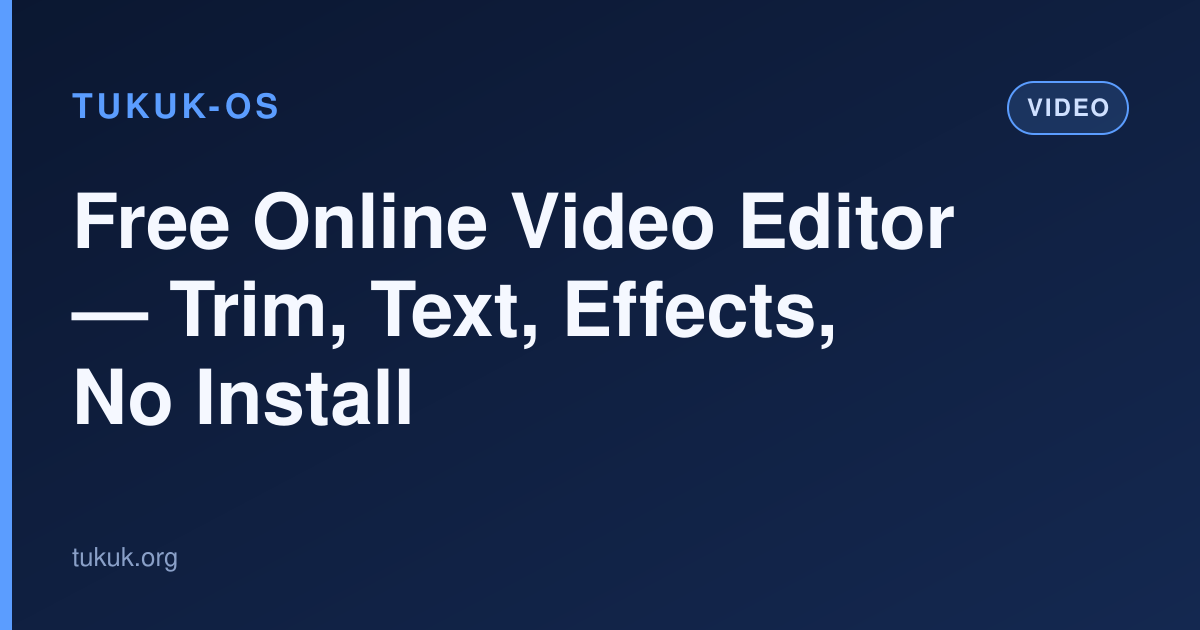 TUKUK-OS
VIDEO
Free Online Video Editor
— Trim, Text, Effects,
No Install
tukuk.org